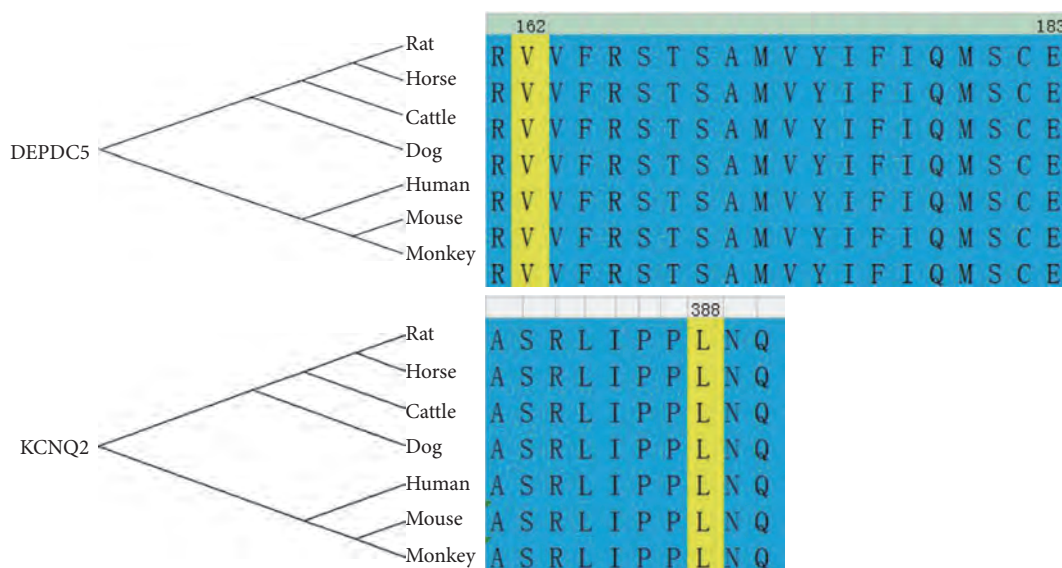 DEPDC5
Rat
Horse
Cattle
Dog
Human
Mouse
Monkey
162 183
R V V F R S T S A M V Y I F I Q M S C E
R V V F R S T S A M V Y I F I Q M S C E
R V V F R S T S A M V Y I F I Q M S C E
R V V F R S T S A M V Y I F I Q M S C E
R V V F R S T S A M V Y I F I Q M S C E
R V V F R S T S A M V Y I F I Q M S C E
R V V F R S T S A M V Y I F I Q M S C E
KCNQ2
Rat
Horse
Cattle
Dog
Human
Mouse
Monkey
388
A S R L I P P L N Q
A S R L I P P L N Q
A S R L I P P L N Q
A S R L I P P L N Q
A S R L I P P L N Q
A S R L I P P L N Q
A S R L I P P L N Q